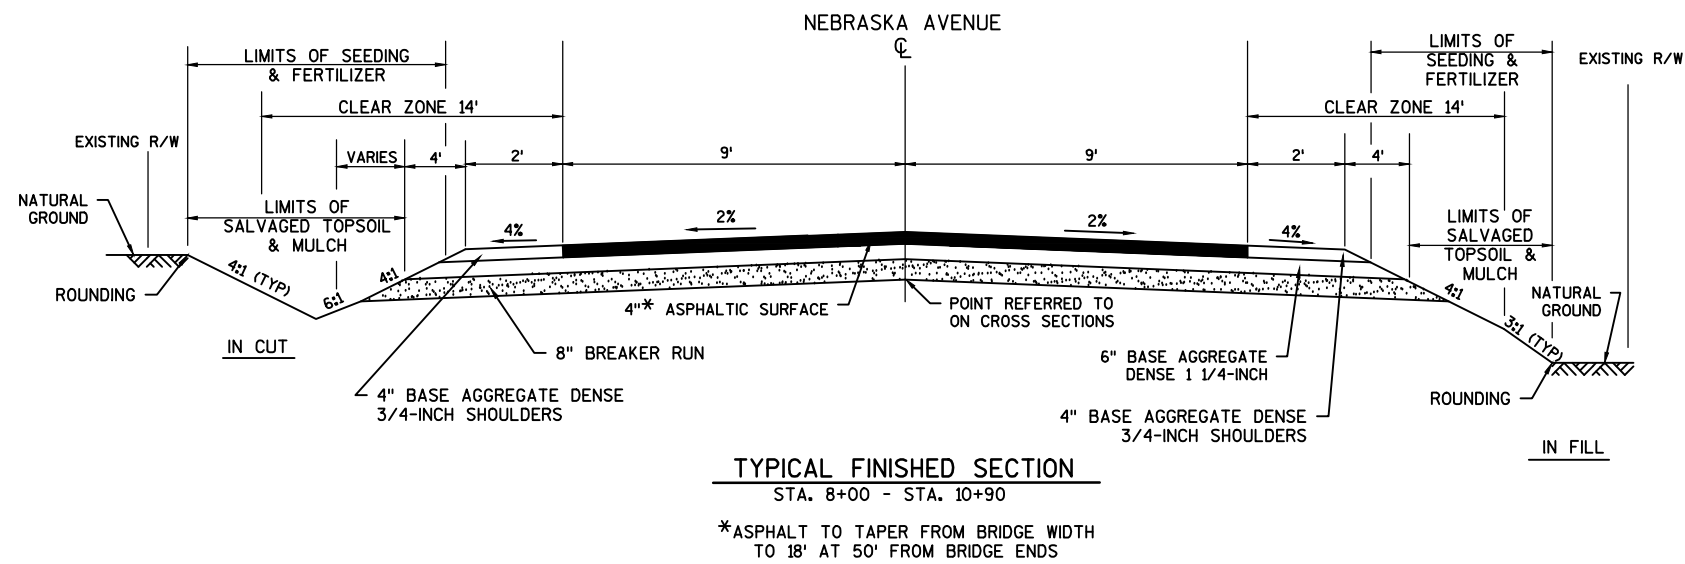 NEBRASKA AVENUE
℄
LIMITS OF SEEDING
& FERTILIZER
LIMITS OF
SEEDING &
FERTILIZER
EXISTING R/W
CLEAR ZONE 14'
CLEAR ZONE 14'
EXISTING R/W
VARIES
4'
2'
9'
9'
2'
4'
NATURAL
GROUND
LIMITS OF
SALVAGED TOPSOIL
& MULCH
4%
2%
2%
4%
LIMITS OF
SALVAGED
TOPSOIL &
MULCH
4:1 (TYP)
6:1
4:1
4:1
3:1 (TYP)
ROUNDING
NATURAL
GROUND
4"* ASPHALTIC SURFACE
POINT REFERRED TO
ON CROSS SECTIONS
IN CUT
8" BREAKER RUN
6" BASE AGGREGATE
DENSE 1 1/4-INCH
4" BASE AGGREGATE DENSE
3/4-INCH SHOULDERS
4" BASE AGGREGATE DENSE
3/4-INCH SHOULDERS
ROUNDING
IN FILL
TYPICAL FINISHED SECTION
STA. 8+00 - STA. 10+90
*ASPHALT TO TAPER FROM BRIDGE WIDTH
TO 18' AT 50' FROM BRIDGE ENDS